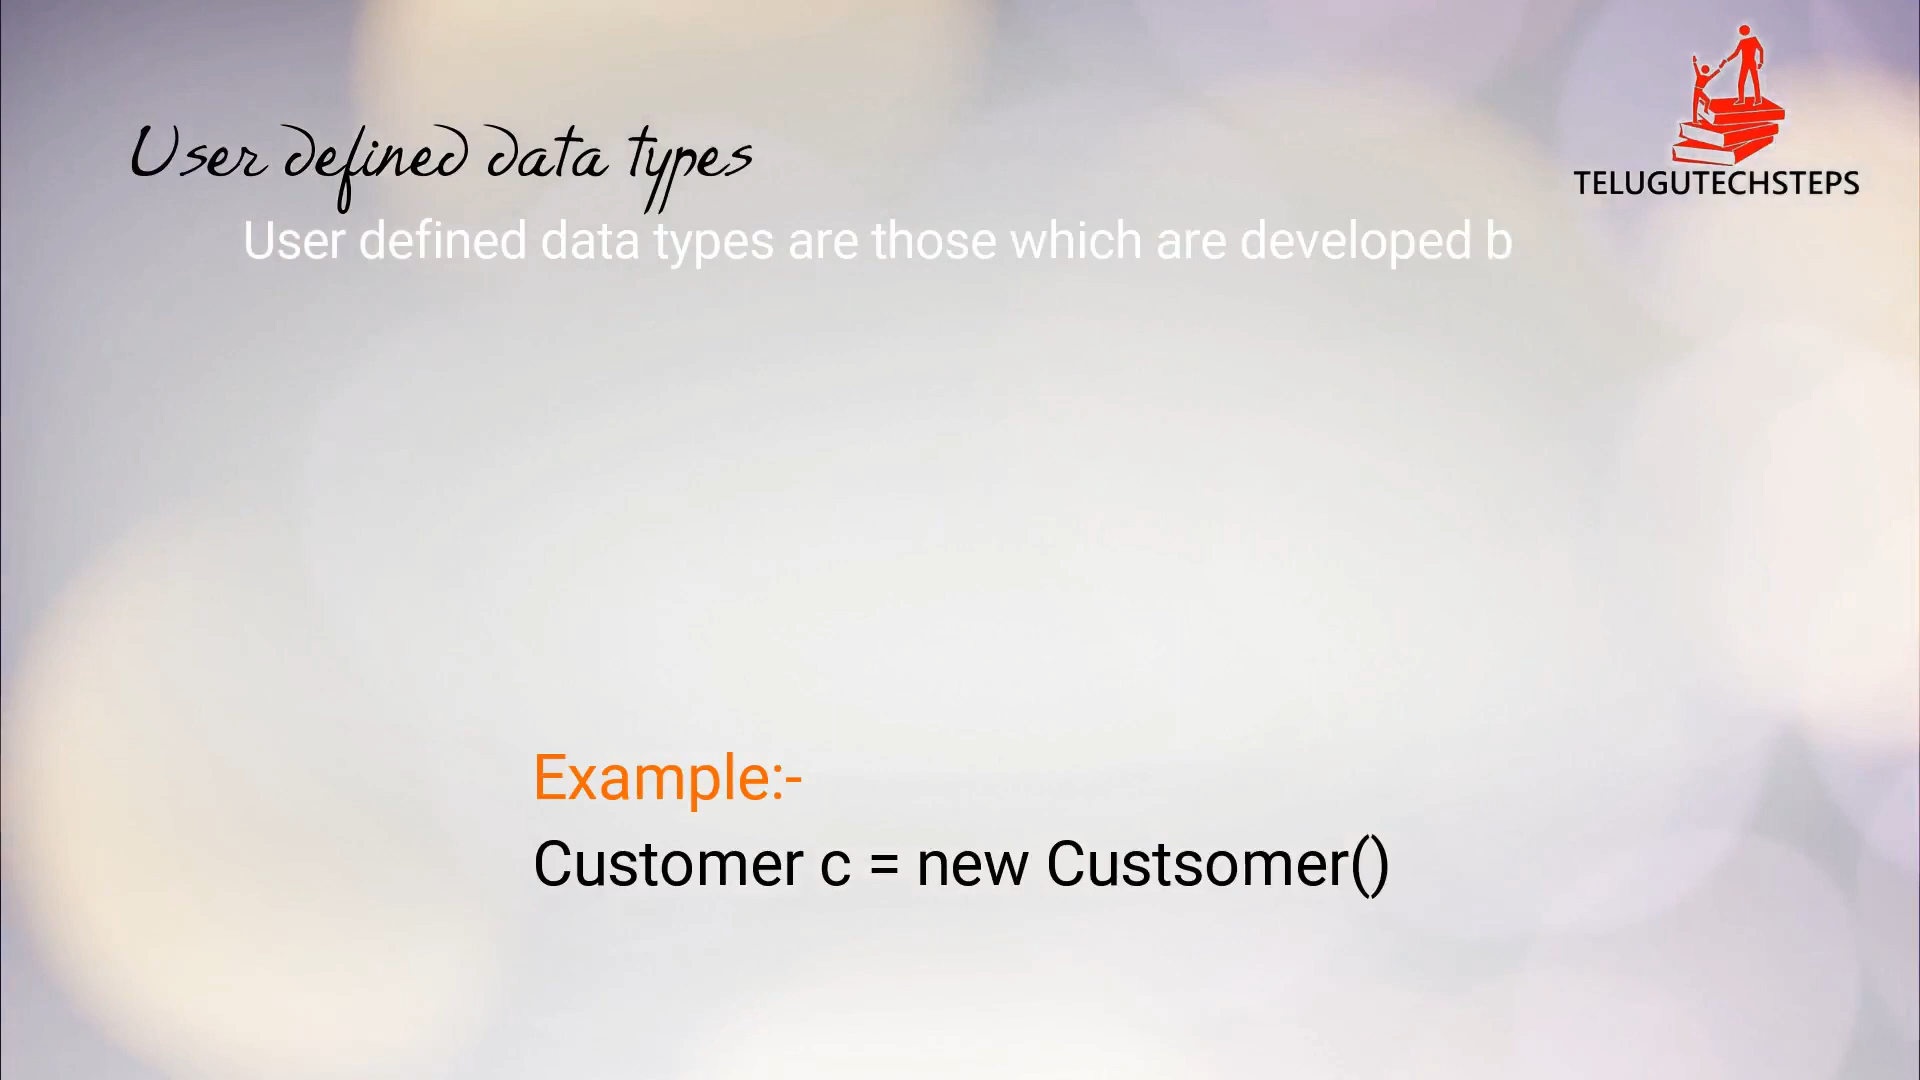 TELUGUTECHSTEPS
User defined data types
User defined data types are those which are developed b
Example:-
Customer c = new Custsomer()